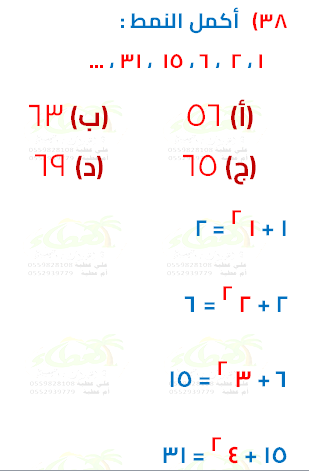 ٣٨) أكمل النمط :
١ ، ٢ ، ٦ ، ١٥ ، ٣١ ، ...
(أ) ٥٦ (ب) ٦٣
(ج) ٦٥ (د) ٦٩
١ + ١ ٢ = ٢
٢ + ٢ ٢ = ٦
٦ + ٣ ٢ = ١٥
١٥ + ٤ ٢ = ٣١